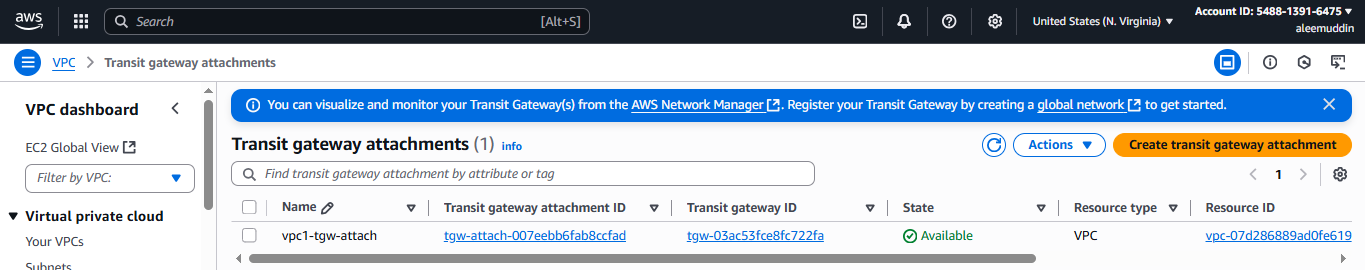 aws Search [Alt+S] United States (N. Virginia) Account ID: 5488-1391-6475
aleemuddin
VPC > Transit gateway attachments
VPC dashboard
EC2 Global View
Filter by VPC:
Virtual private cloud
Your VPCs
Subnets
You can visualize and monitor your Transit Gateway(s) from the AWS Network Manager. Register your Transit Gateway by creating a global network to get started.
Transit gateway attachments (1) info
Actions
Create transit gateway attachment
Find transit gateway attachment by attribute or tag
1
Name Transit gateway attachment ID Transit gateway ID State Resource type Resource ID
vpc1-tgw-attach tgw-attach-007eebb6fab8ccfad tgw-03ac53fce8fc722fa Available VPC vpc-07d286889ad0fe619